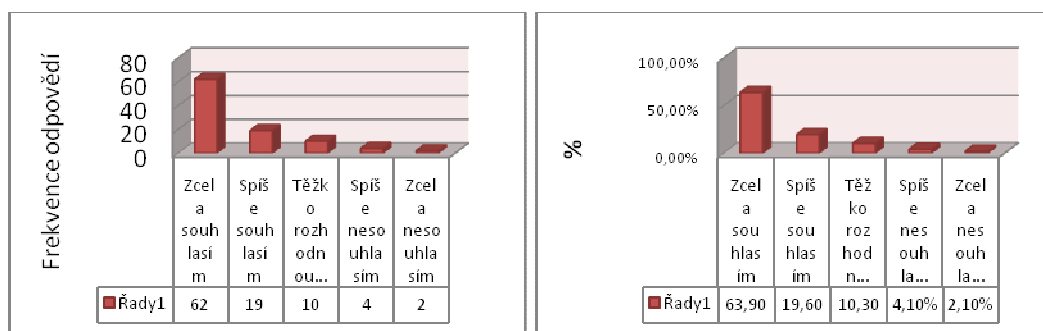 Frekvence odpovědí
80
60
40
20
0
Zcel Spíš Těžk Spíš Zcel
a e o e a
souh souh rozh neso neso
lasí lasí odno uhla uhla
m m u... sím sím
Řady1 62 19 10 4 2
%
100,00%
50,00%
0,00%
Zcel Spíš Těž Spíš Zcel
a e ko e a
sou sou roz nes nes
hlas hlas hod ouh ouh
ím ím n... la... la...
Řady1 63,90 19,60 10,30 4,10% 2,10%